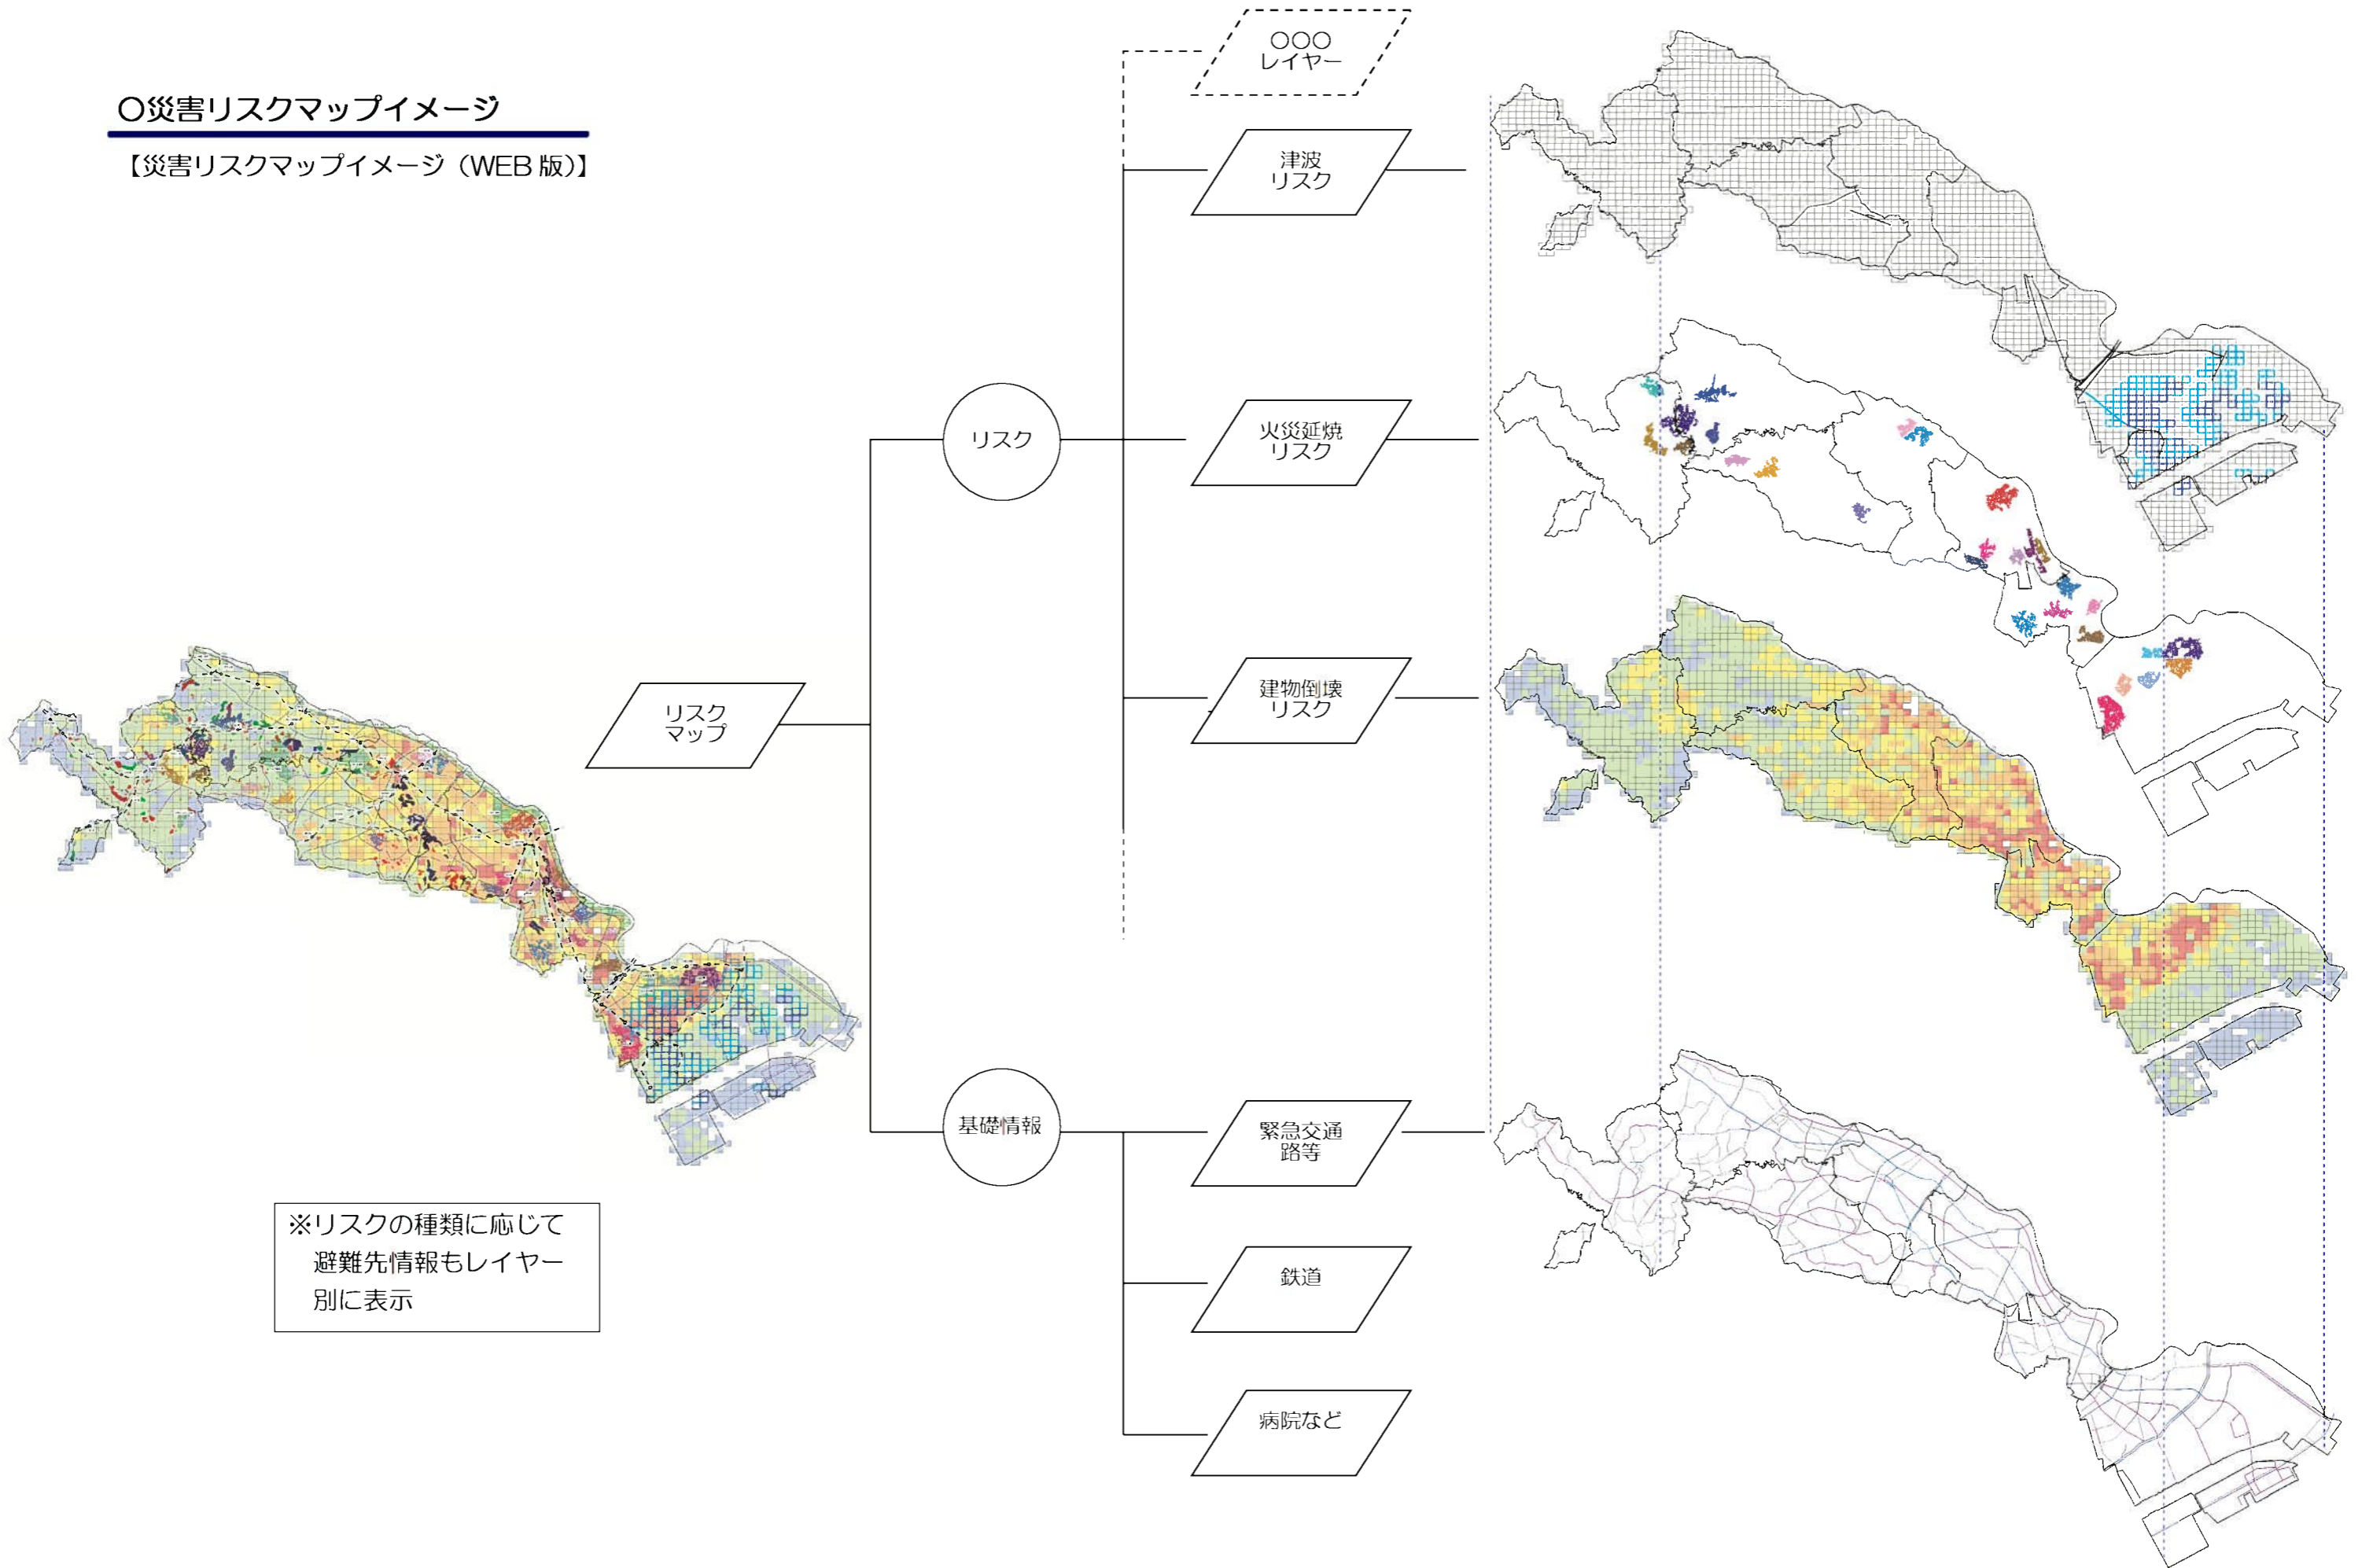 〇災害リスクマップイメージ
【災害リスクマップイメージ（WEB版）】
○○○
レイヤー
津波
リスク
火災延焼
リスク
建物倒壊
リスク
リスク
リスク
マップ
基礎情報
緊急交通
路等
鉄道
病院など
※リスクの種類に応じて
避難先情報もレイヤー
別に表示